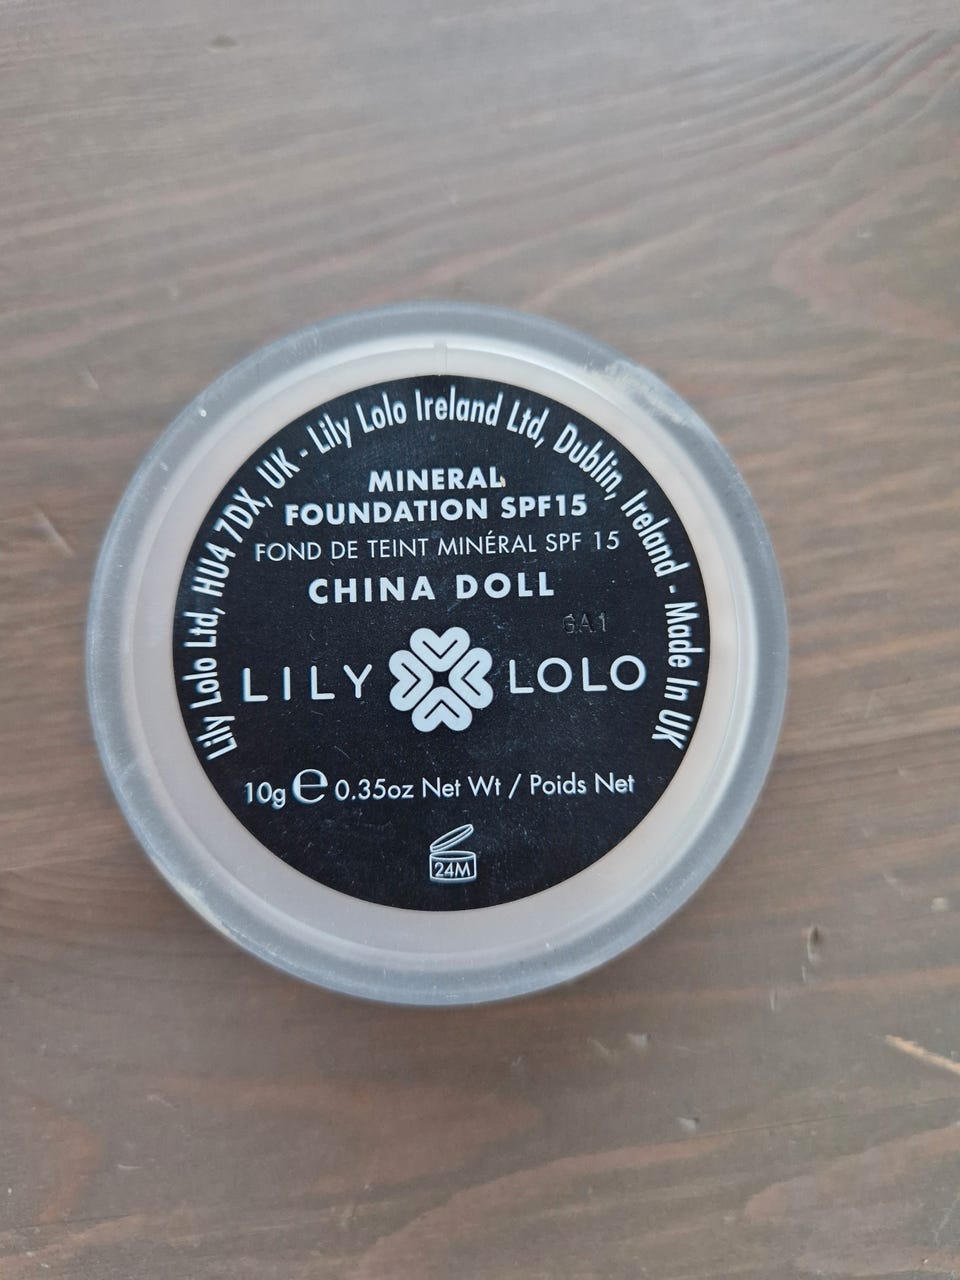 Lily Lolo Ltd, HU4 7DX, UK - Lily Lolo Ireland Ltd, Dublin, Ireland - Made In UK
MINERAL
FOUNDATION SPF15
FOND DE TEINT MINÉRAL SPF 15
CHINA DOLL
GA1
LILY LOLO
10g e 0.35oz Net Wt / Poids Net
24M